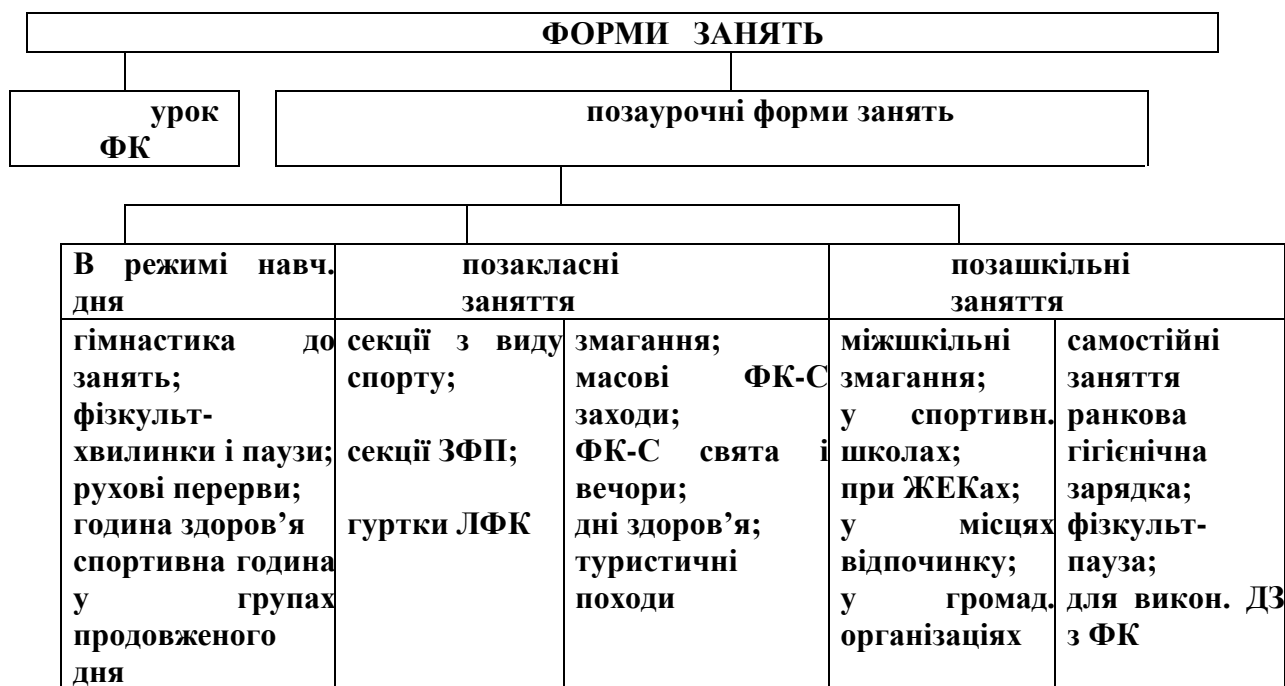 ФОРМИ ЗАНЯТЬ
урок
ФК
позаурочні форми занять
В режимі навч.
дня
позакласні
заняття
позашкільні
заняття
гімнастика до
занять;
фізкульт-
хвилинки і паузи;
рухові перерви;
година здоров’я
спортивна година
у групах
продовженого
дня
секції з виду
спорту;
секції ЗФП;
гуртки ЛФК
змагання;
масові ФК-С
заходи;
ФК-С свята і
вечори;
дні здоров’я;
туристичні
походи
міжшкільні
змагання;
у спортивн.
школах;
при ЖЕКах;
у місцях
відпочинку;
у громад.
організаціях
самостійні
заняття
ранкова
гігієнічна
зарядка;
фізкульт-
пауза;
для викон. ДЗ
з ФК